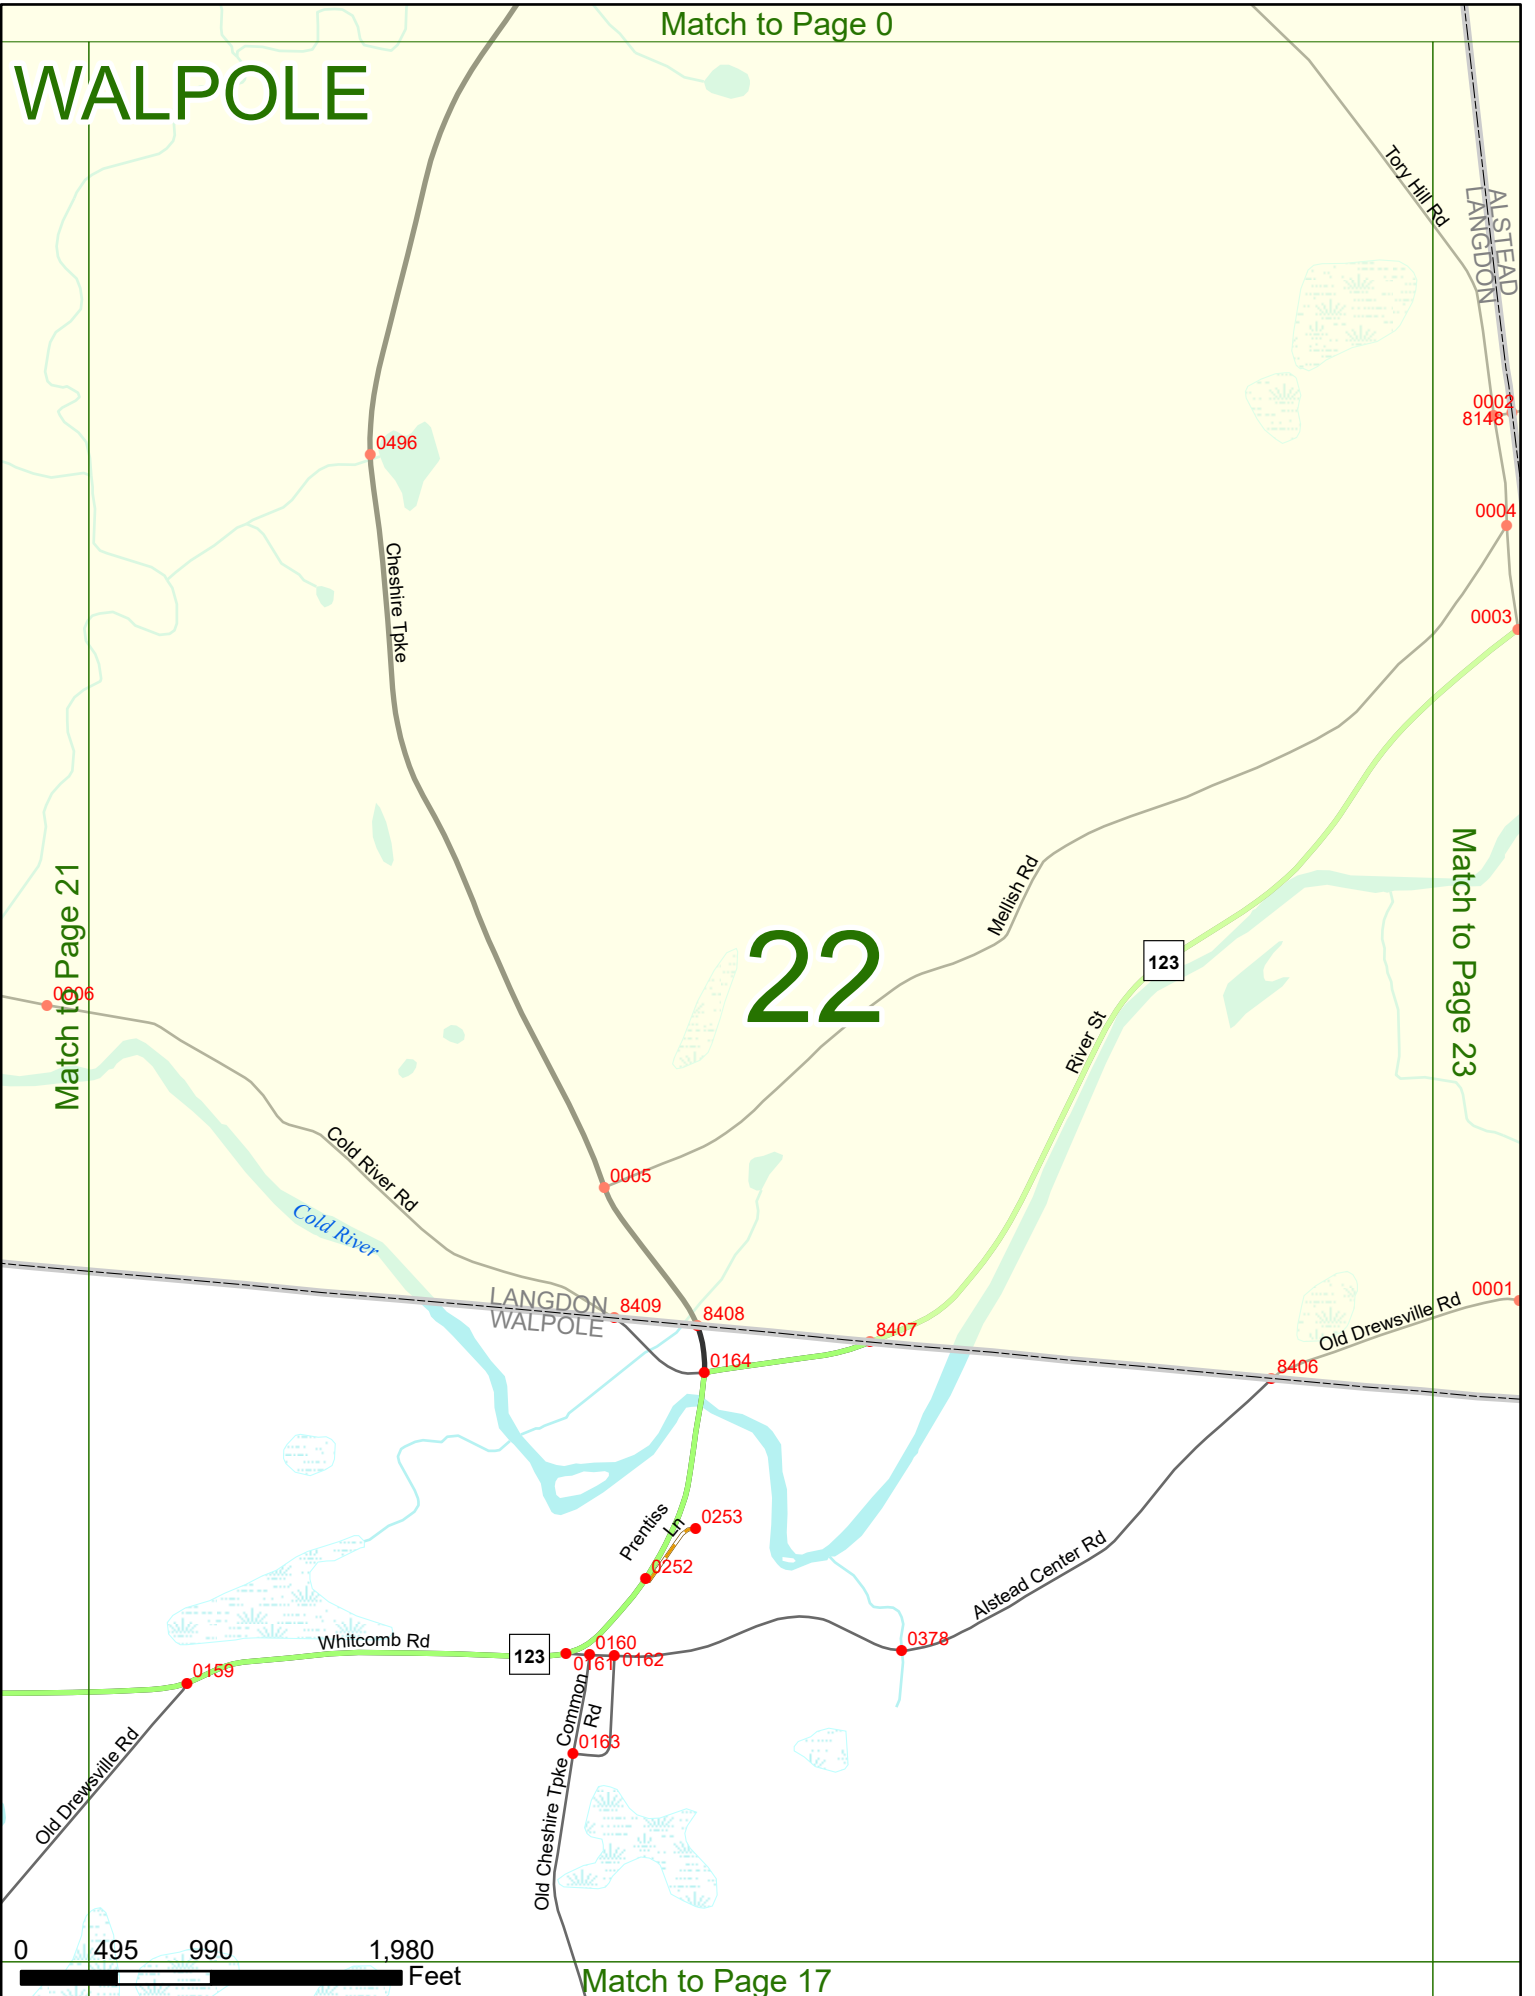 Match to Page 0
WALPOLE
Tory Hill Rd
ALSTEAD
LANGDON
0002
8148
0496
0004
Cheshire Tpke
0003
Match to Page 21
Match to Page 23
Mellish Rd
22
123
0006
River St
Cold River Rd
0005
Cold River
LANGDON
WALPOLE
8409
8408
8407
0001
Old Drewsville Rd
8406
0164
Prentiss
Ln
0253
0252
Alstead Center Rd
Whitcomb Rd
123
0160
0161
0162
0378
0159
Common
Rd
0163
Old Drewsville Rd
Old Cheshire Tpke
0 495 990 1,980
Feet
Match to Page 17